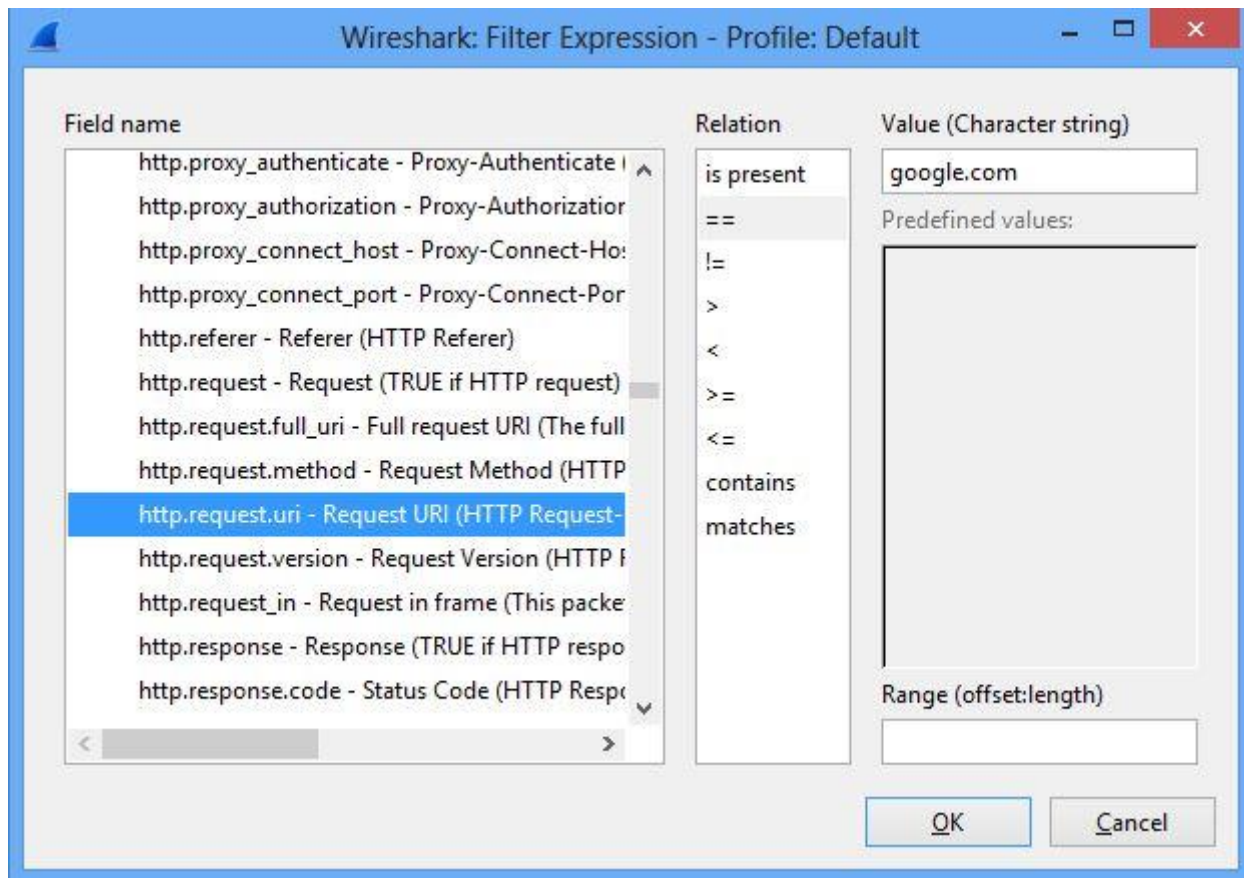 Wireshark: Filter Expression - Profile: Default
Field name
http.proxy_authenticate - Proxy-Authenticate (
http.proxy_authorization - Proxy-Authorization
http.proxy_connect_host - Proxy-Connect-Hos
http.proxy_connect_port - Proxy-Connect-Por
http.referer - Referer (HTTP Referer)
http.request - Request (TRUE if HTTP request)
http.request.full_uri - Full request URI (The full
http.request.method - Request Method (HTTP
http.request.uri - Request URI (HTTP Request-
http.request.version - Request Version (HTTP
http.request_in - Request in frame (This packe
http.response - Response (TRUE if HTTP respo
http.response.code - Status Code (HTTP Respo
Relation
is present
==
!=
>
<
>=
<=
contains
matches
Value (Character string)
google.com
Predefined values:
Range (offset:length)
OK
Cancel